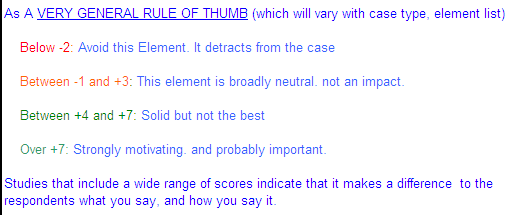 As A VERY GENERAL RULE OF THUMB (which will vary with case type, element list)
Below -2: Avoid this Element. It detracts from the case
Between -1 and +3: This element is broadly neutral. not an impact.
Between +4 and +7: Solid but not the best
Over +7: Strongly motivating. and probably important.
Studies that include a wide range of scores indicate that it makes a difference to the
respondents what you say, and how you say it.